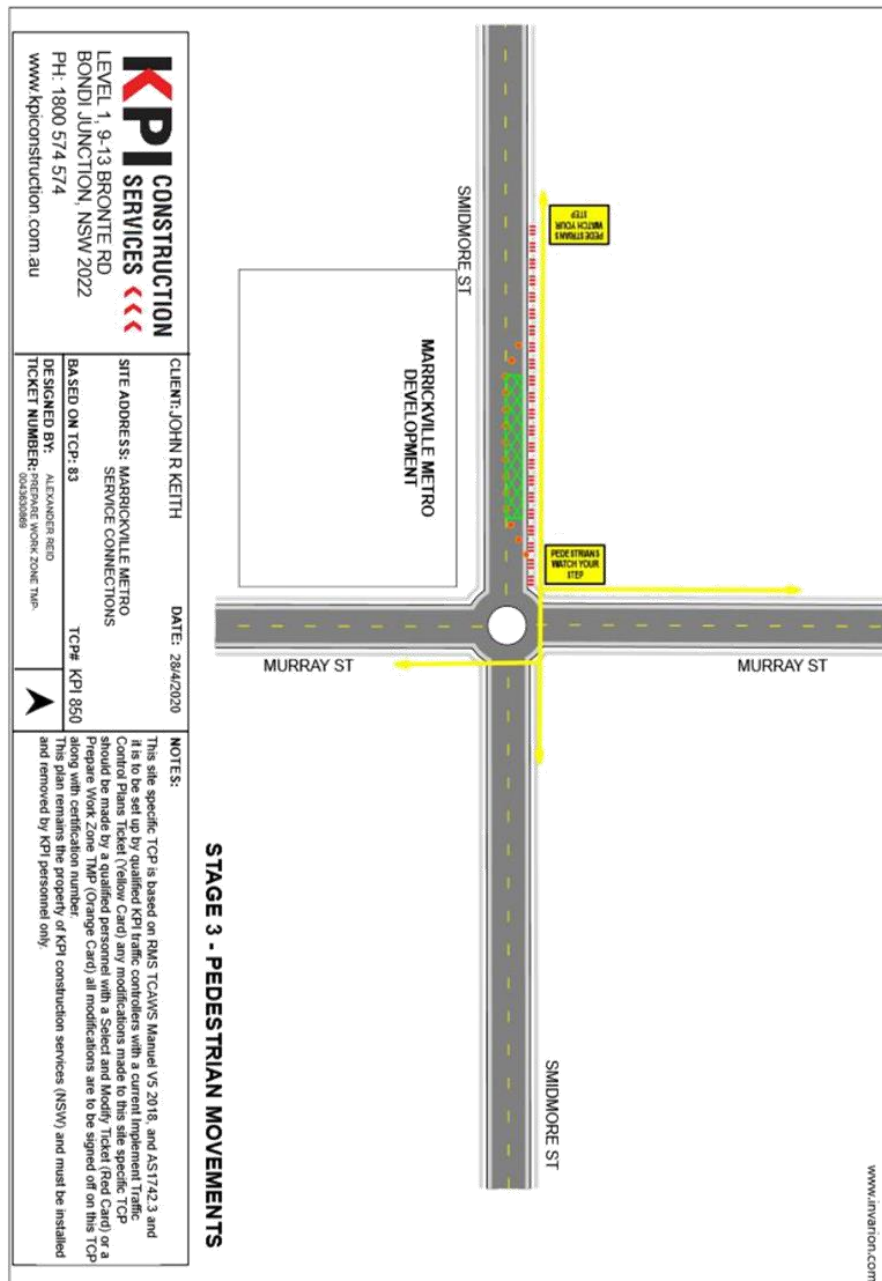 www.invarion.com
PEDESTRIANS
WATCH YOUR
STEP
PEDESTRIANS
WATCH YOUR
STEP
SMIDMORE ST
SMIDMORE ST
MURRAY ST
MURRAY ST
MARRICKVILLE METRO
DEVELOPMENT
STAGE 3 - PEDESTRIAN MOVEMENTS
KPI CONSTRUCTION
SERVICES
LEVEL 1, 9-13 BRONTE RD
BONDI JUNCTION, NSW 2022
PH: 1800 574 574
www.kpiconstruction.com.au
CLIENT: JOHN R KEITH
DATE: 28/4/2020
SITE ADDRESS: MARRICKVILLE METRO
SERVICE CONNECTIONS
BASED ON TCP: 83
TCP# KPI 850
DESIGNED BY: ALEXANDER REID
TICKET NUMBER: PREPARE WORK ZONE TMP-
0043630869
NOTES:
This site specific TCP is based on RMS TCAWS Manuel V5 2018, and AS1742.3 and
it is to be set up by qualified KPI traffic controllers with a current Implement Traffic
Control Plans Ticket (Yellow Card) any modifications made to this site specific TCP
should be made by a qualified personnel with a Select and Modify Ticket (Red Card) or a
Prepare Work Zone TMP (Orange Card) all modifications are to be signed off on this TCP
along with certification number.
This plan remains the property of KPI construction services (NSW) and must be installed
and removed by KPI personnel only.